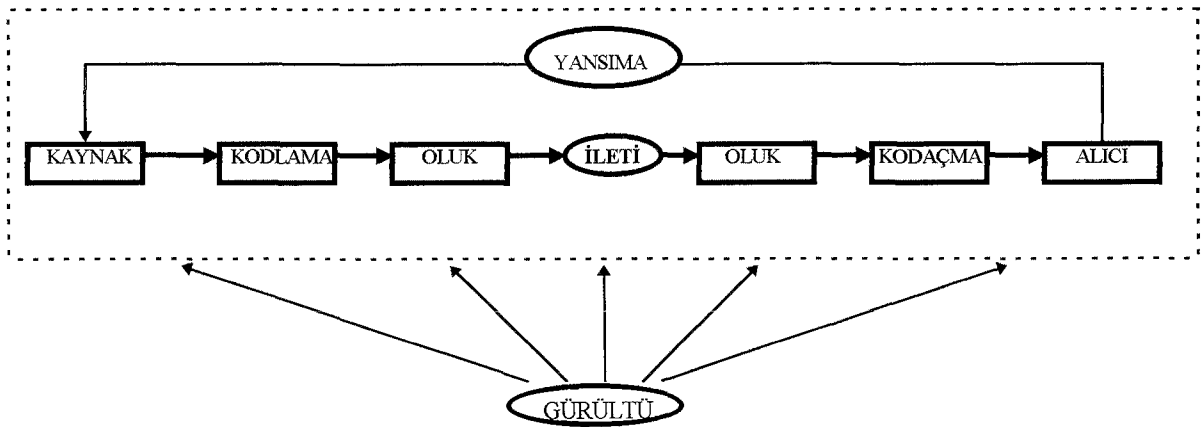 YANSIMA
KAYNAK
KODLAMA
OLUK
İLETİ
OLUK
KODAÇMA
ALICI
GÜRÜLTÜ